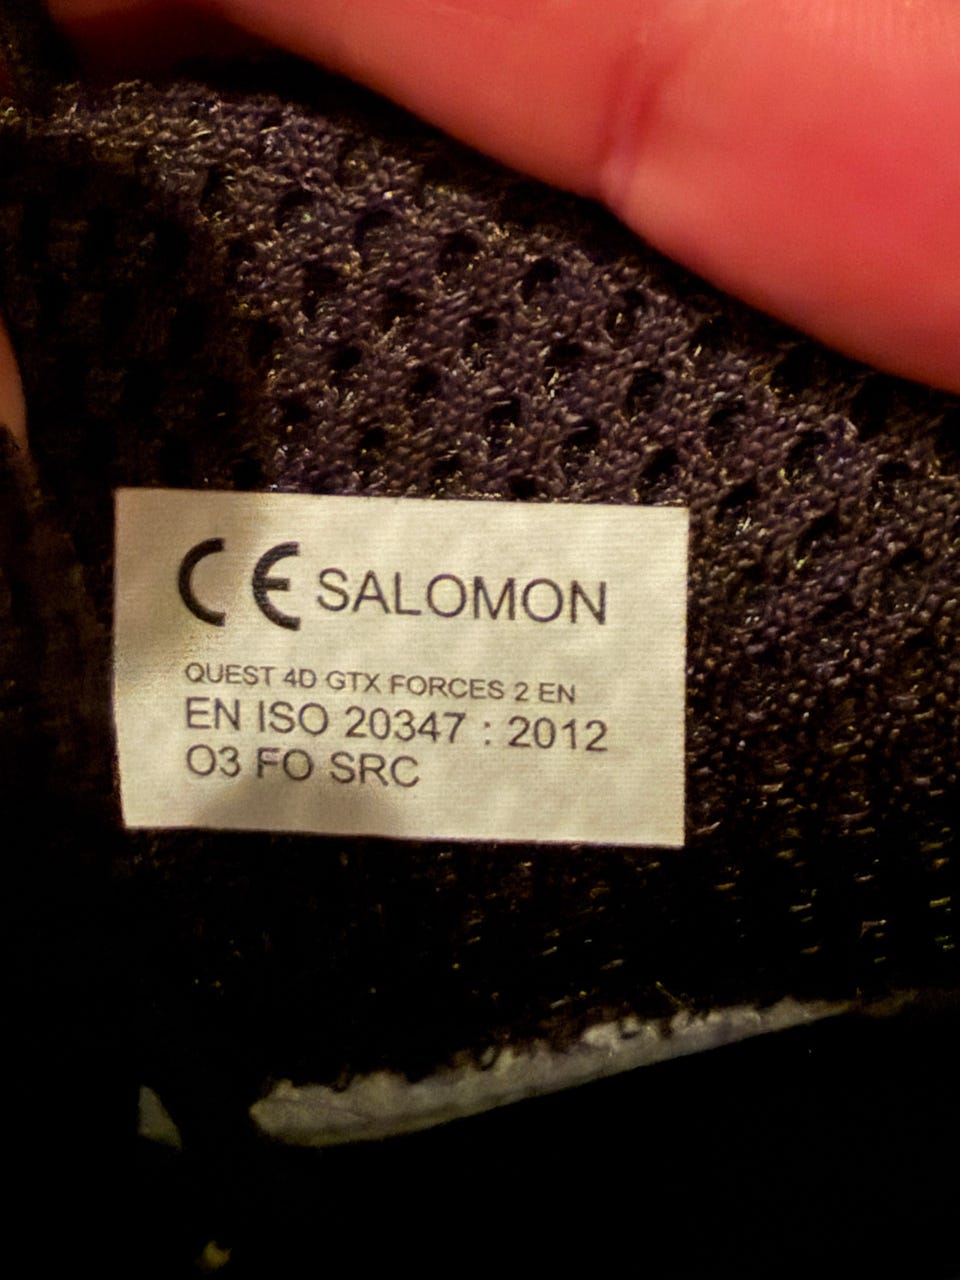 CE SALOMON
QUEST 4D GTX FORCES 2 EN
EN ISO 20347 : 2012
O3 FO SRC